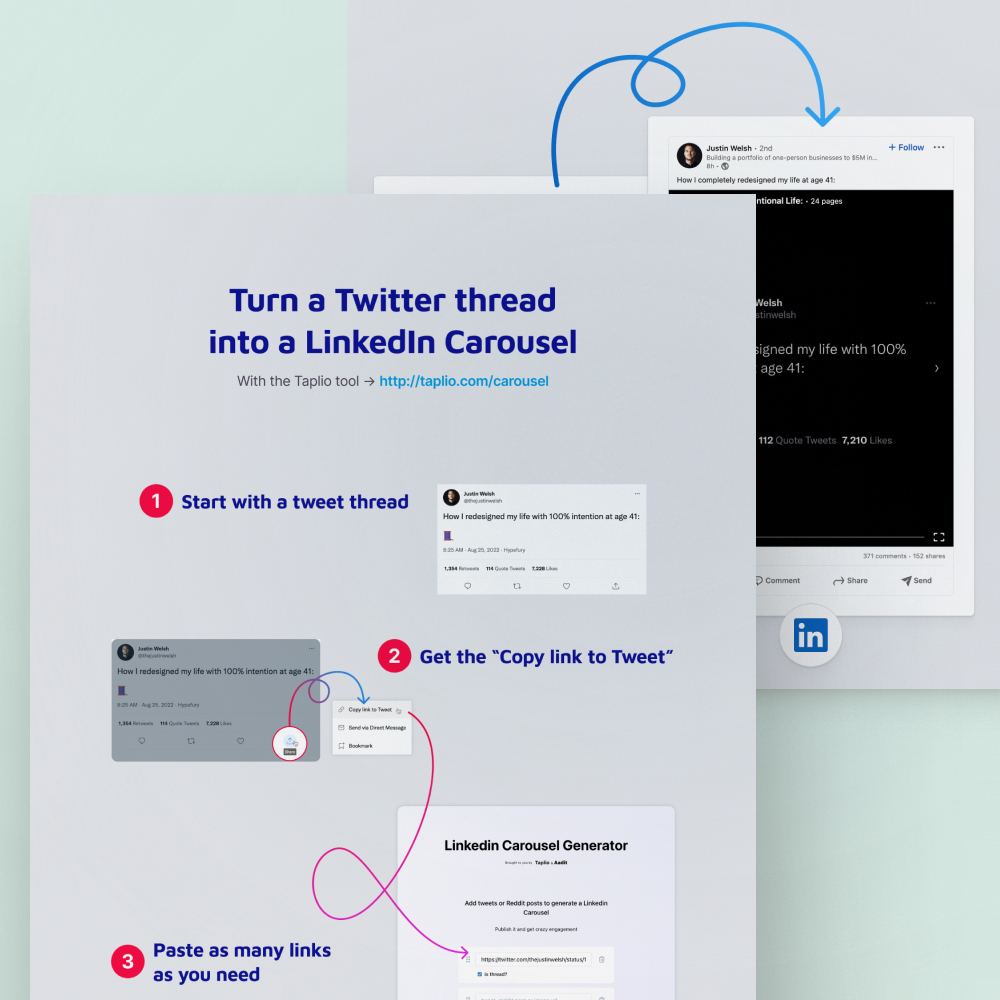 Justin Welsh • 2nd
Building a portfolio of one-person businesses to $5M in...
8h •
+ Follow
How I completely redesigned my life at age 41:
ntional Life: • 24 pages
Welsh
stinwelsh
signed my life with 100%
age 41:
112 Quote Tweets 7,210 Likes
371 comments • 152 shares
Comment
Share
Send
in
Turn a Twitter thread
into a LinkedIn Carousel
With the Taplio tool → http://taplio.com/carousel
1 Start with a tweet thread
Justin Welsh
@thejustinwelsh
How I redesigned my life with 100% intention at age 41:
8:25 AM · Aug 25, 2022 · Hypefury
1,354 Retweets 114 Quote Tweets 7,228 Likes
2 Get the “Copy link to Tweet”
Justin Welsh
@thejustinwelsh
How I redesigned my life with 100% intention at age 41:
8:25 AM · Aug 25, 2022 · Hypefury
1,354 Retweets 114 Quote Tweets 7,228 Likes
Share
Copy link to Tweet
Send via Direct Message
Bookmark
Linkedin Carousel Generator
Brought to you by Taplio & Aadit
Add tweets or Reddit posts to generate a Linkedin
Carousel
Publish it and get crazy engagement
https://twitter.com/thejustinwelsh/status/1
is thread?
3 Paste as many links
as you need